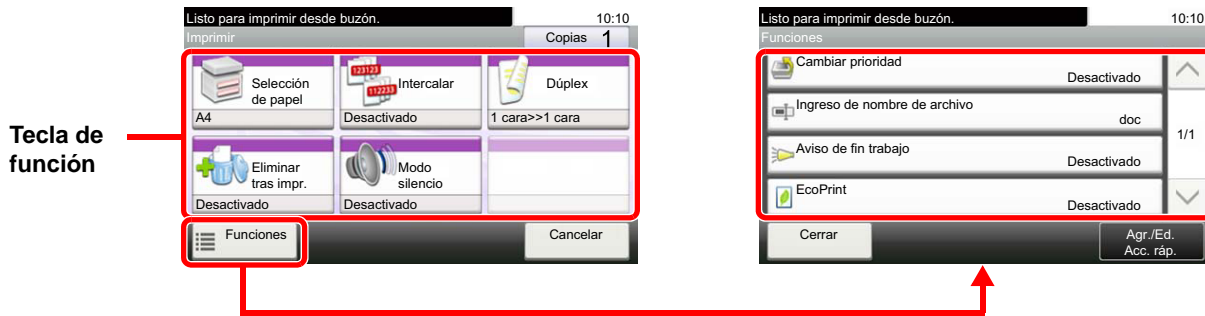 Tecla de
función
Listo para imprimir desde buzón.
10:10
Imprimir
Copias 1
Selección
de papel
A4
123123
112233
Intercalar
Desactivado
Dúplex
1 cara>>1 cara
Eliminar
tras impr.
Desactivado
Modo
silencio
Desactivado
Funciones
Cancelar
Listo para imprimir desde buzón.
10:10
Funciones
Cambiar prioridad
Desactivado
Ingreso de nombre de archivo
doc
1/1
Aviso de fin trabajo
Desactivado
EcoPrint
Desactivado
Cerrar
Agr./Ed.
Acc. ráp.